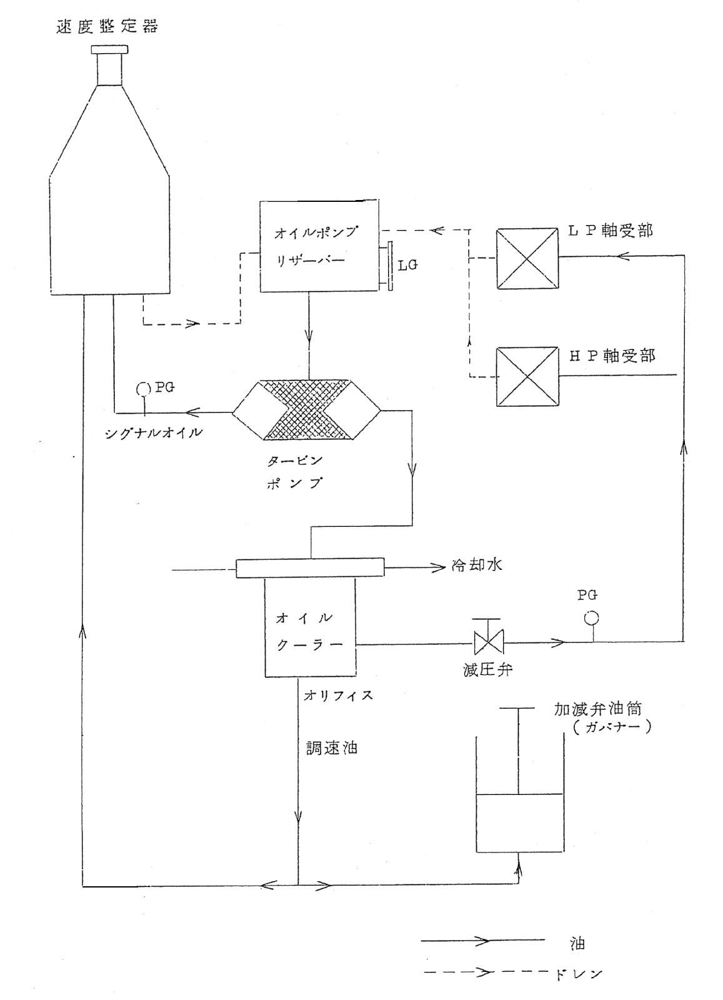 速度整定器
オイルポンプ
リザーバー
LG
LP軸受部
HP軸受部
PG
シグナルオイル
タービン
ポンプ
冷却水
オイル
クーラー
PG
減圧弁
オリフィス
加減弁油筒
(ガバナー)
調速油
油
ドレン